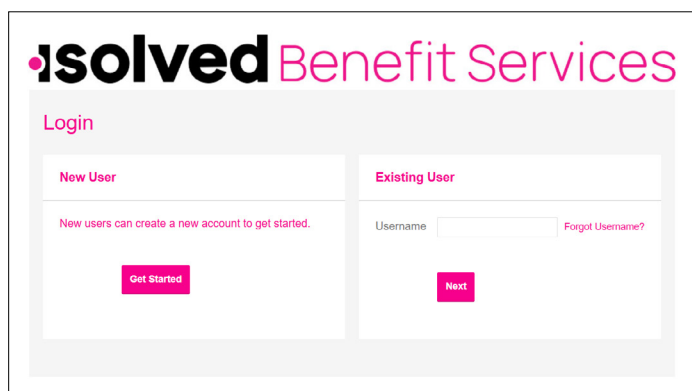 isolved Benefit Services
Login
New User
New users can create a new account to get started.
Get Started
Existing User
Username
Forgot Username?
Next